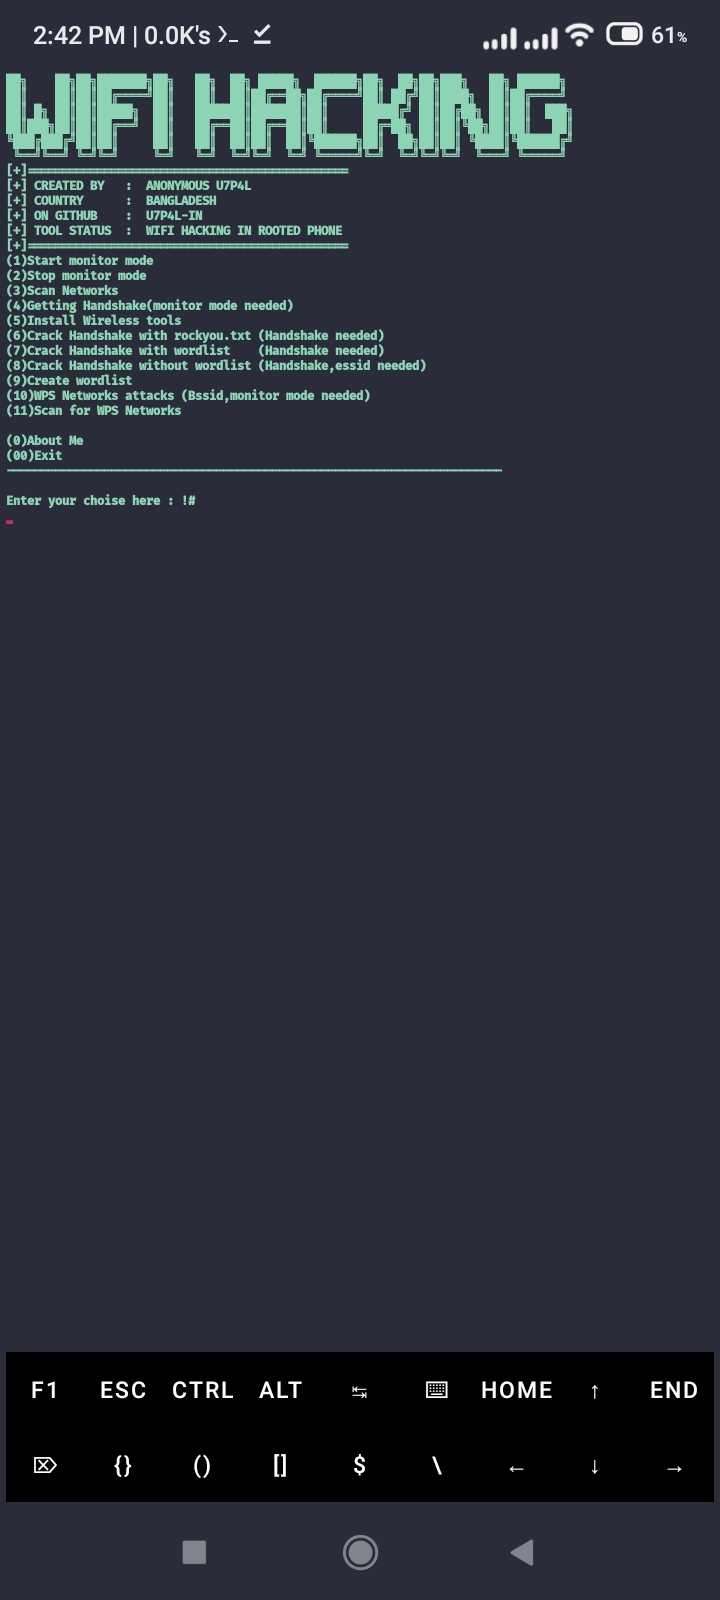 2:42 PM | 0.0K's 61%
WIFI HACKING
[+]==============================================
[+] CREATED BY : ANONYMOUS U7P4L
[+] COUNTRY : BANGLADESH
[+] ON GITHUB : U7P4L-IN
[+] TOOL STATUS : WIFI HACKING IN ROOTED PHONE
[+]==============================================
(1)Start monitor mode
(2)Stop monitor mode
(3)Scan Networks
(4)Getting Handshake(monitor mode needed)
(5)Install Wireless tools
(6)Crack Handshake with rockyou.txt (Handshake needed)
(7)Crack Handshake with wordlist (Handshake needed)
(8)Crack Handshake without wordlist (Handshake,essid needed)
(9)Create wordlist
(10)WPS Networks attacks (Bssid,monitor mode needed)
(11)Scan for WPS Networks
(0)About Me
(00)Exit
Enter your choise here : !#
F1 ESC CTRL ALT ↹ ⌨ HOME ↑ END
⌦ {} () [] $ \ ← ↓ →